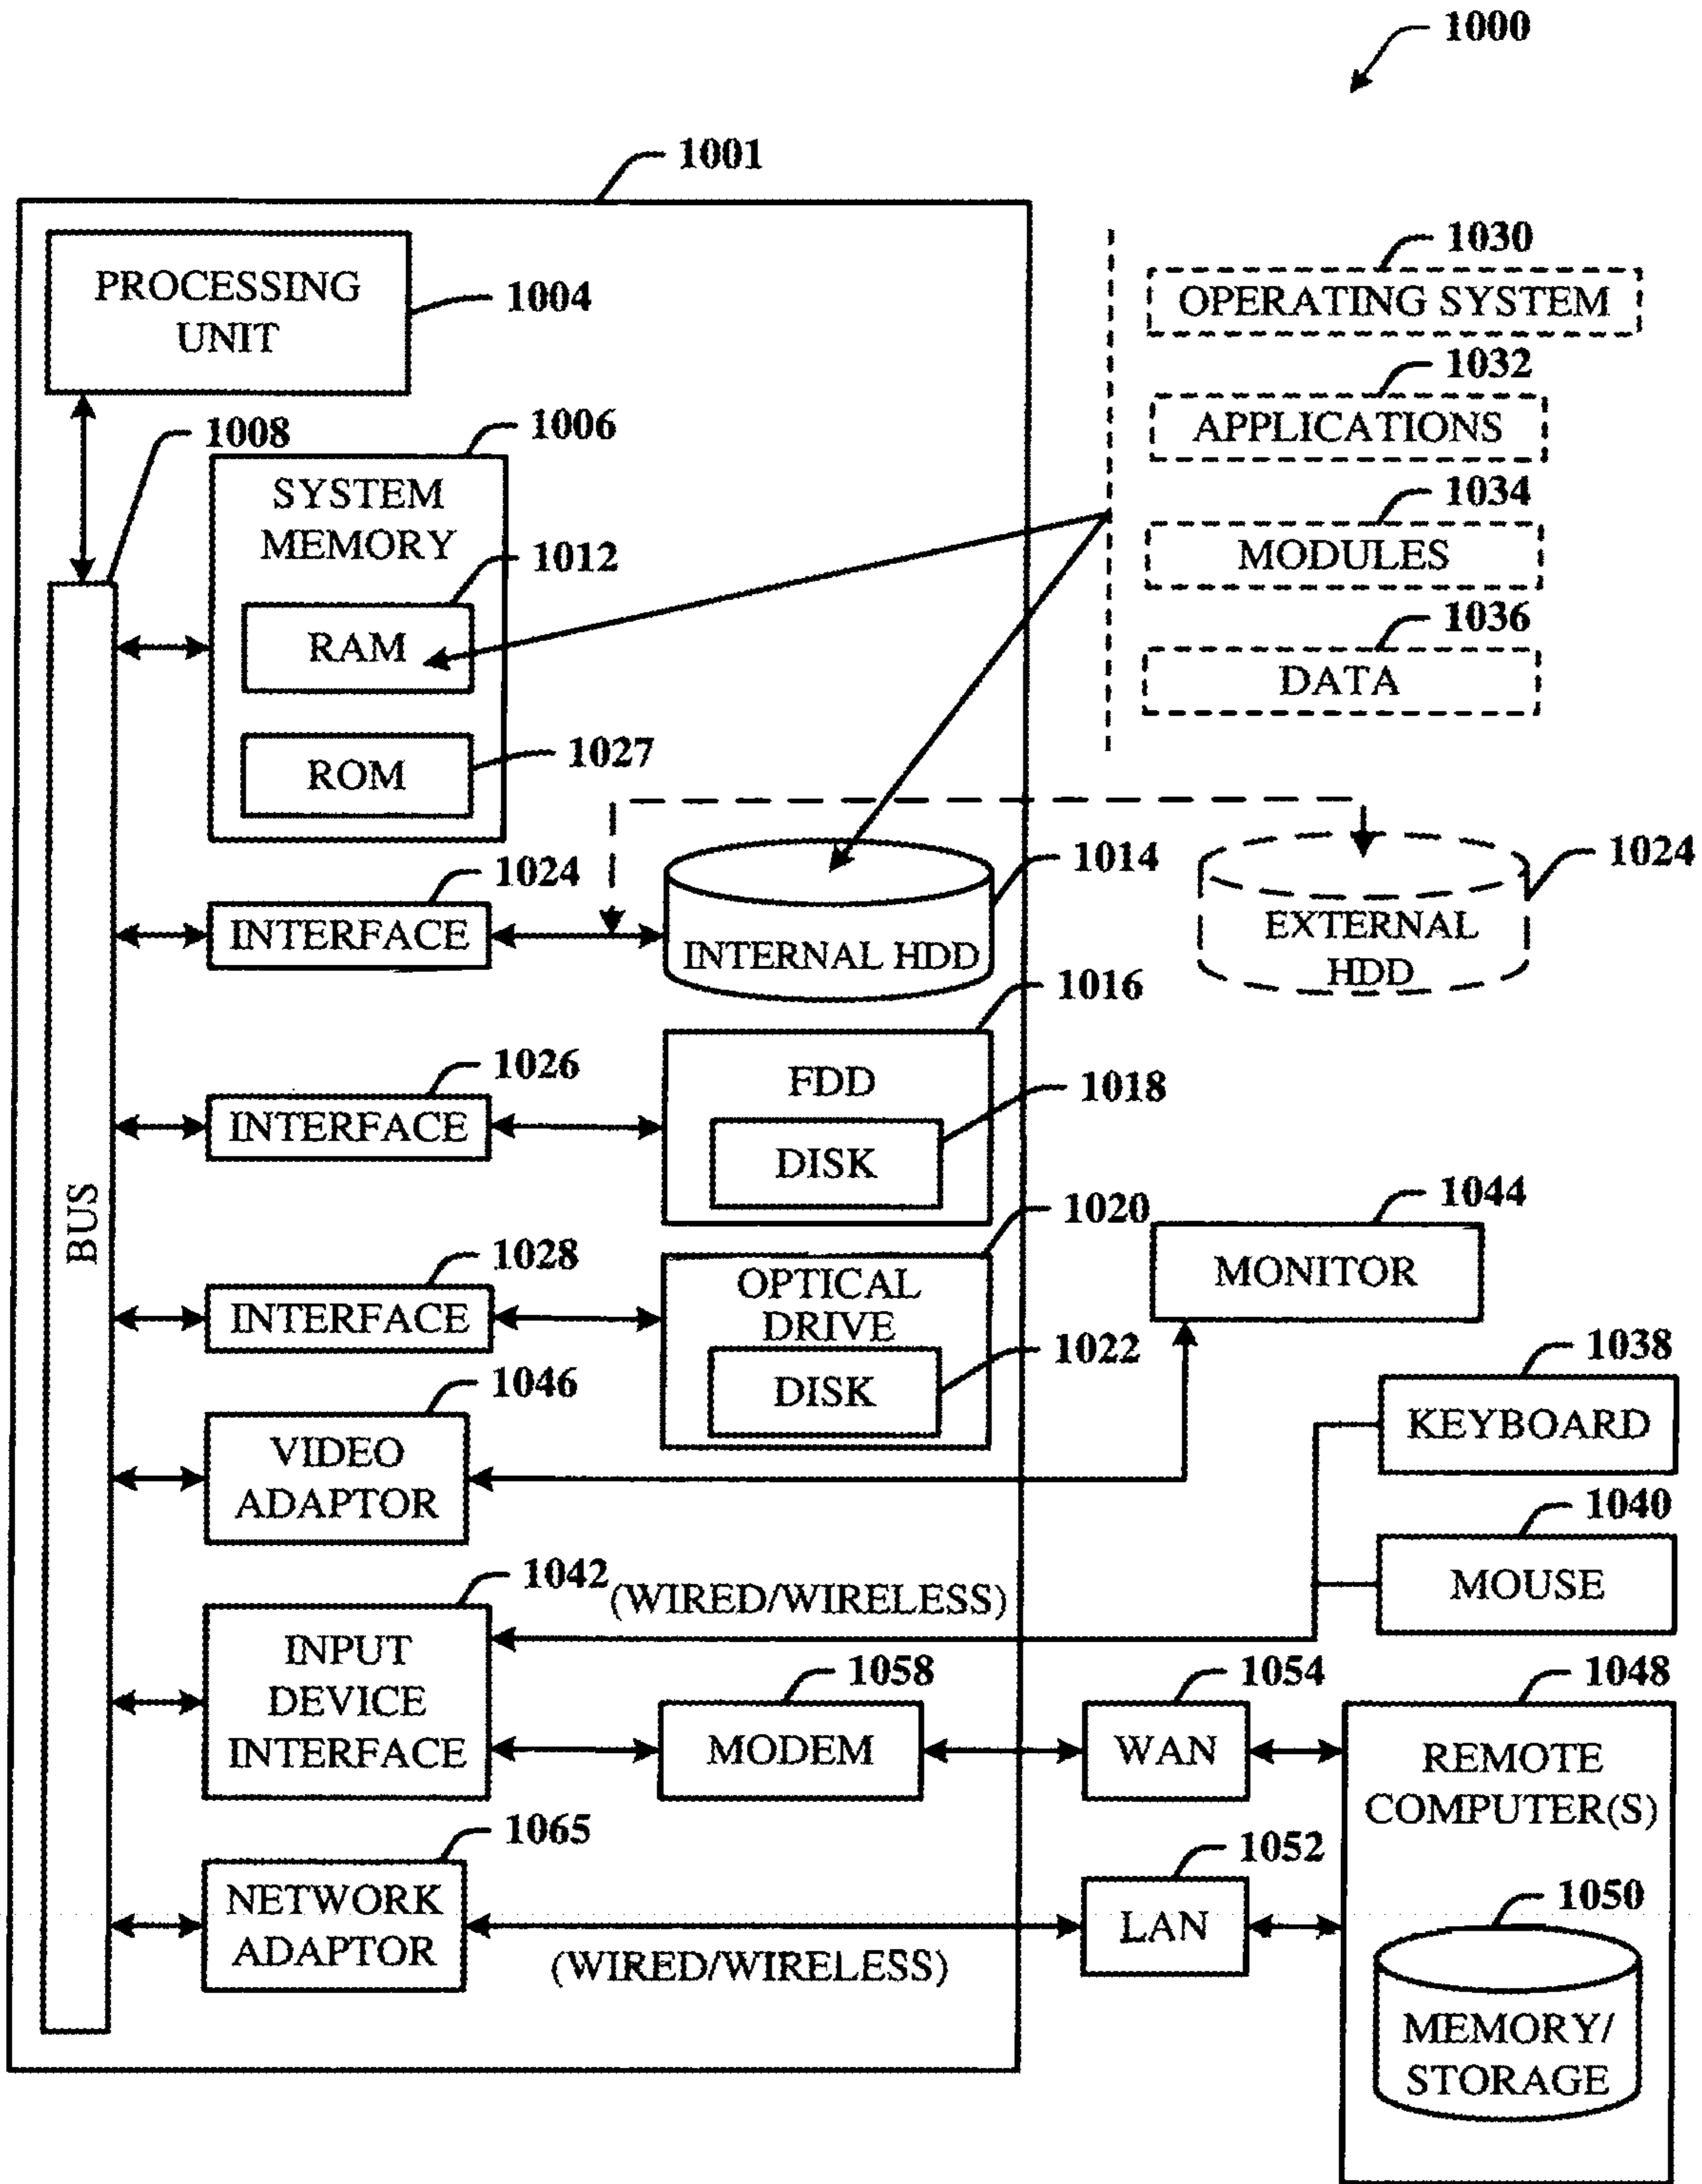 1000
1001
PROCESSING
UNIT
1004
1008
1006
SYSTEM
MEMORY
1012
RAM
ROM
1027
1030
OPERATING SYSTEM
1032
APPLICATIONS
1034
MODULES
1036
DATA
BUS
1024
INTERFACE
1014
INTERNAL HDD
1024
EXTERNAL
HDD
1026
INTERFACE
1016
FDD
1018
DISK
1028
INTERFACE
1020
OPTICAL
DRIVE
1022
DISK
1044
MONITOR
1046
VIDEO
ADAPTOR
1038
KEYBOARD
1040
MOUSE
1042
(WIRED/WIRELESS)
INPUT
DEVICE
INTERFACE
1058
MODEM
1054
WAN
1048
REMOTE
COMPUTER(S)
1065
NETWORK
ADAPTOR
(WIRED/WIRELESS)
1052
LAN
1050
MEMORY/
STORAGE